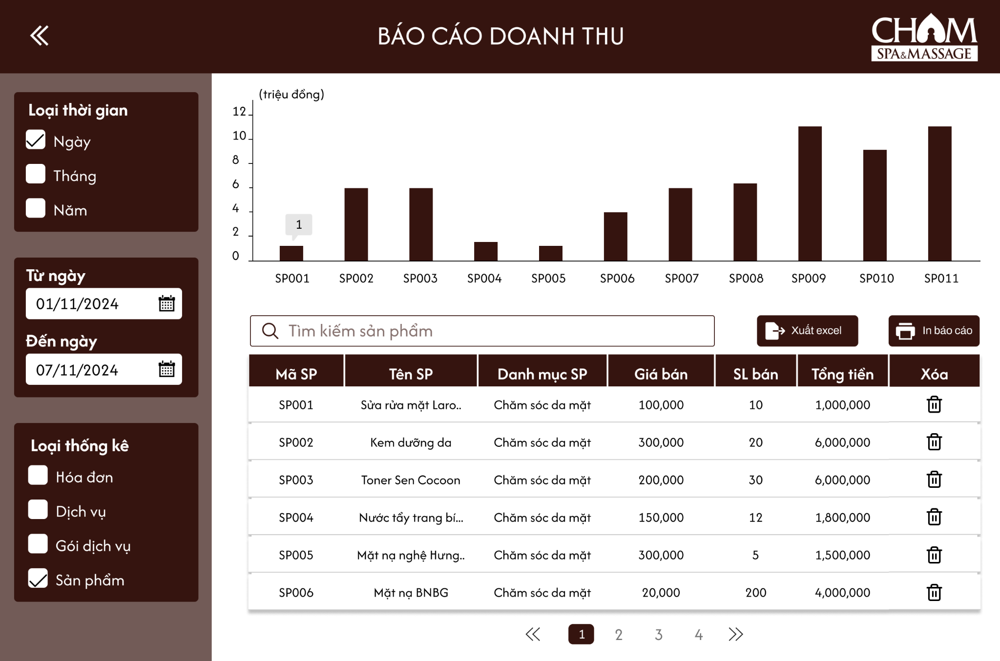 BÁO CÁO DOANH THU
CHAM
SPA&MASSAGE
Loại thời gian
Ngày
Tháng
Năm
Từ ngày
01/11/2024
Đến ngày
07/11/2024
Loại thống kê
Hóa đơn
Dịch vụ
Gói dịch vụ
Sản phẩm
(triệu đồng)
12
10
8
6
4
2
0
1
SP001 SP002 SP003 SP004 SP005 SP006 SP007 SP008 SP009 SP010 SP011
Tìm kiếm sản phẩm
Xuất excel
In báo cáo
Mã SP Tên SP Danh mục SP Giá bán SL bán Tổng tiền Xóa
SP001 Sửa rửa mặt Laro.. Chăm sóc da mặt 100,000 10 1,000,000
SP002 Kem dưỡng da Chăm sóc da mặt 300,000 20 6,000,000
SP003 Toner Sen Cocoon Chăm sóc da mặt 200,000 30 6,000,000
SP004 Nước tẩy trang bí... Chăm sóc da mặt 150,000 12 1,800,000
SP005 Mặt nạ nghệ Hưng.. Chăm sóc da mặt 300,000 5 1,500,000
SP006 Mặt nạ BNBG Chăm sóc da mặt 20,000 200 4,000,000
1 2 3 4